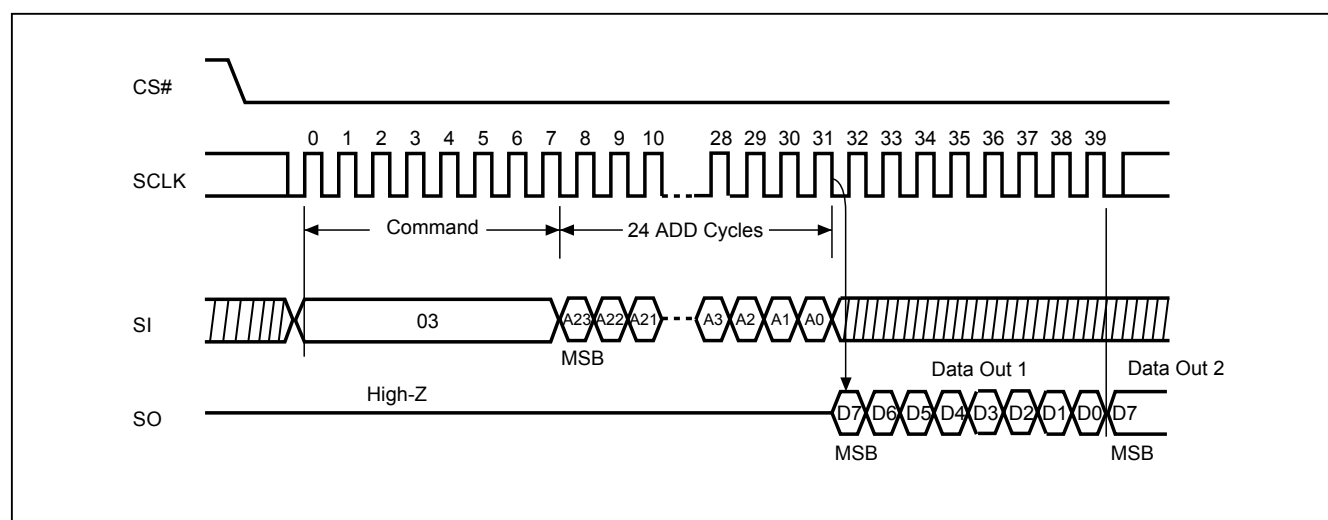 CS#
0 1 2 3 4 5 6 7 8 9 10 28 29 30 31 32 33 34 35 36 37 38 39
SCLK
Command 24 ADD Cycles
SI 03 A23 A22 A21 A3 A2 A1 A0
MSB
Data Out 1 Data Out 2
High-Z
SO D7 D6 D5 D4 D3 D2 D1 D0 D7
MSB MSB